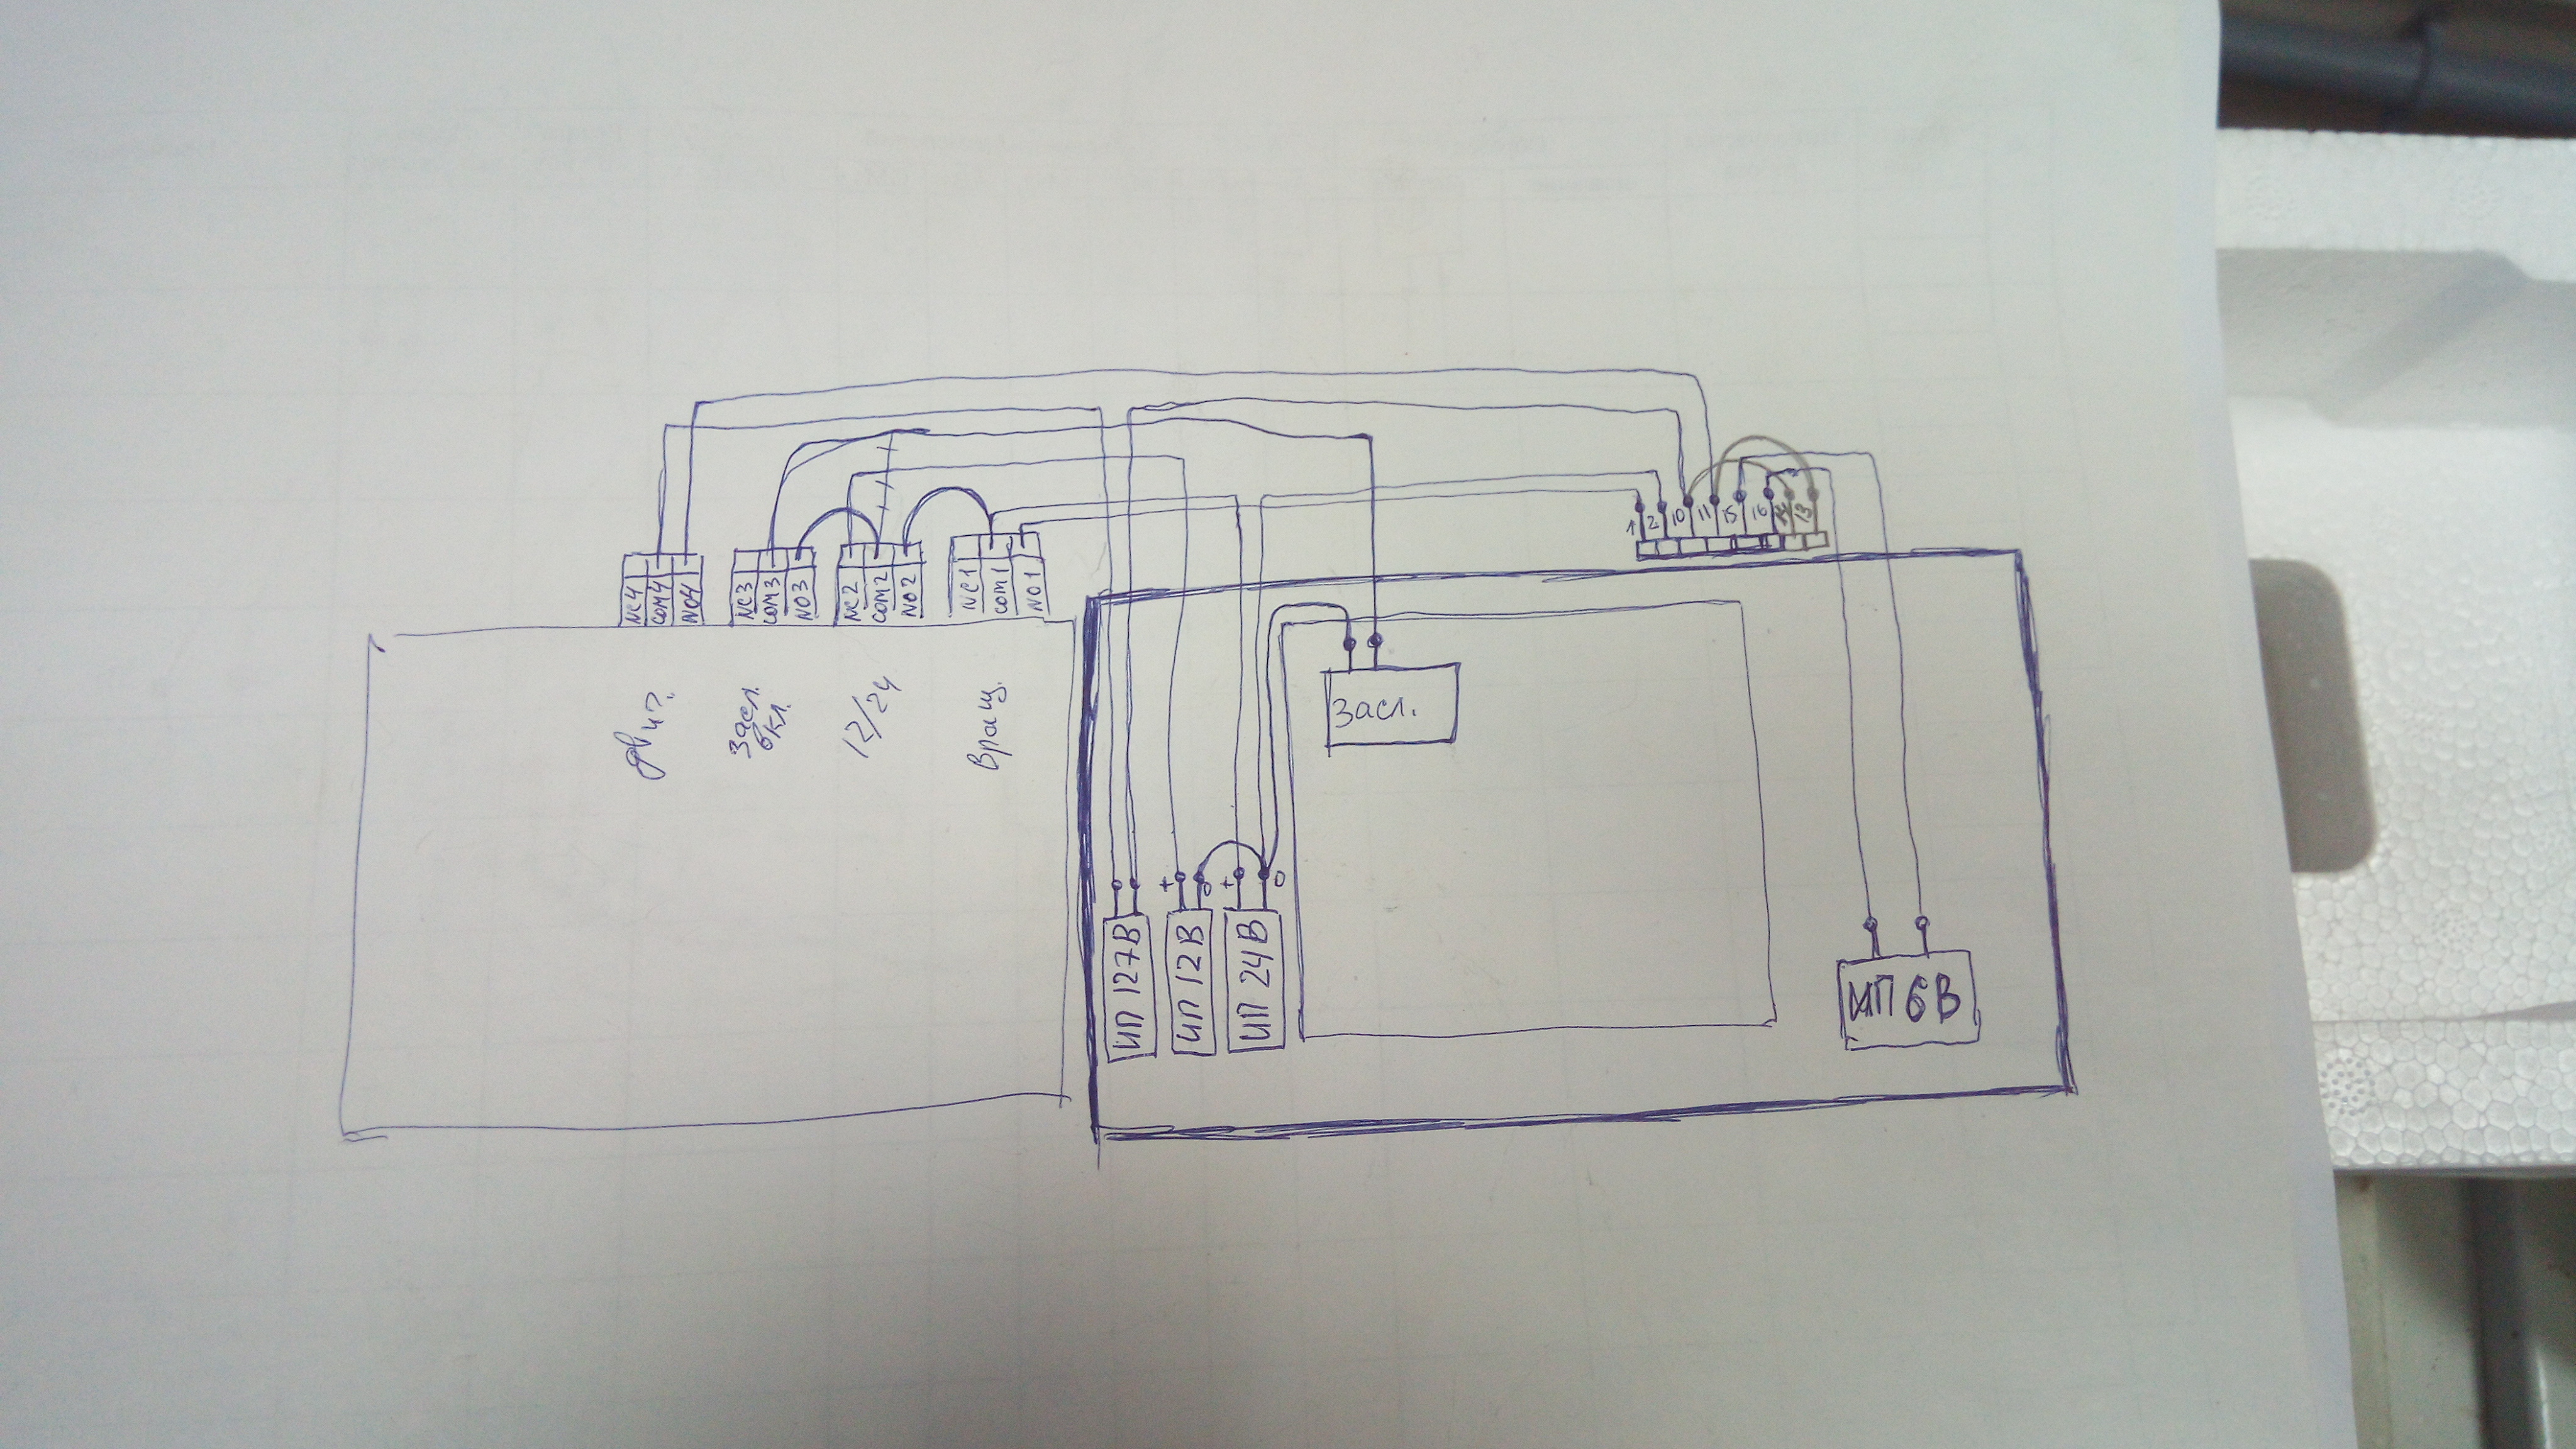 1 2 10 11 15 16 14 13
NC4 COM4 NO4
NC3 COM3 NO3
NC2 COM2 NO2
NC1 COM1 NO1
двиг.
Засл.
вкл.
12/24
Вращ.
Засл.
+ 0 + 0
ИП 127В
ИП 12В
ИП 24В
ИП 6В